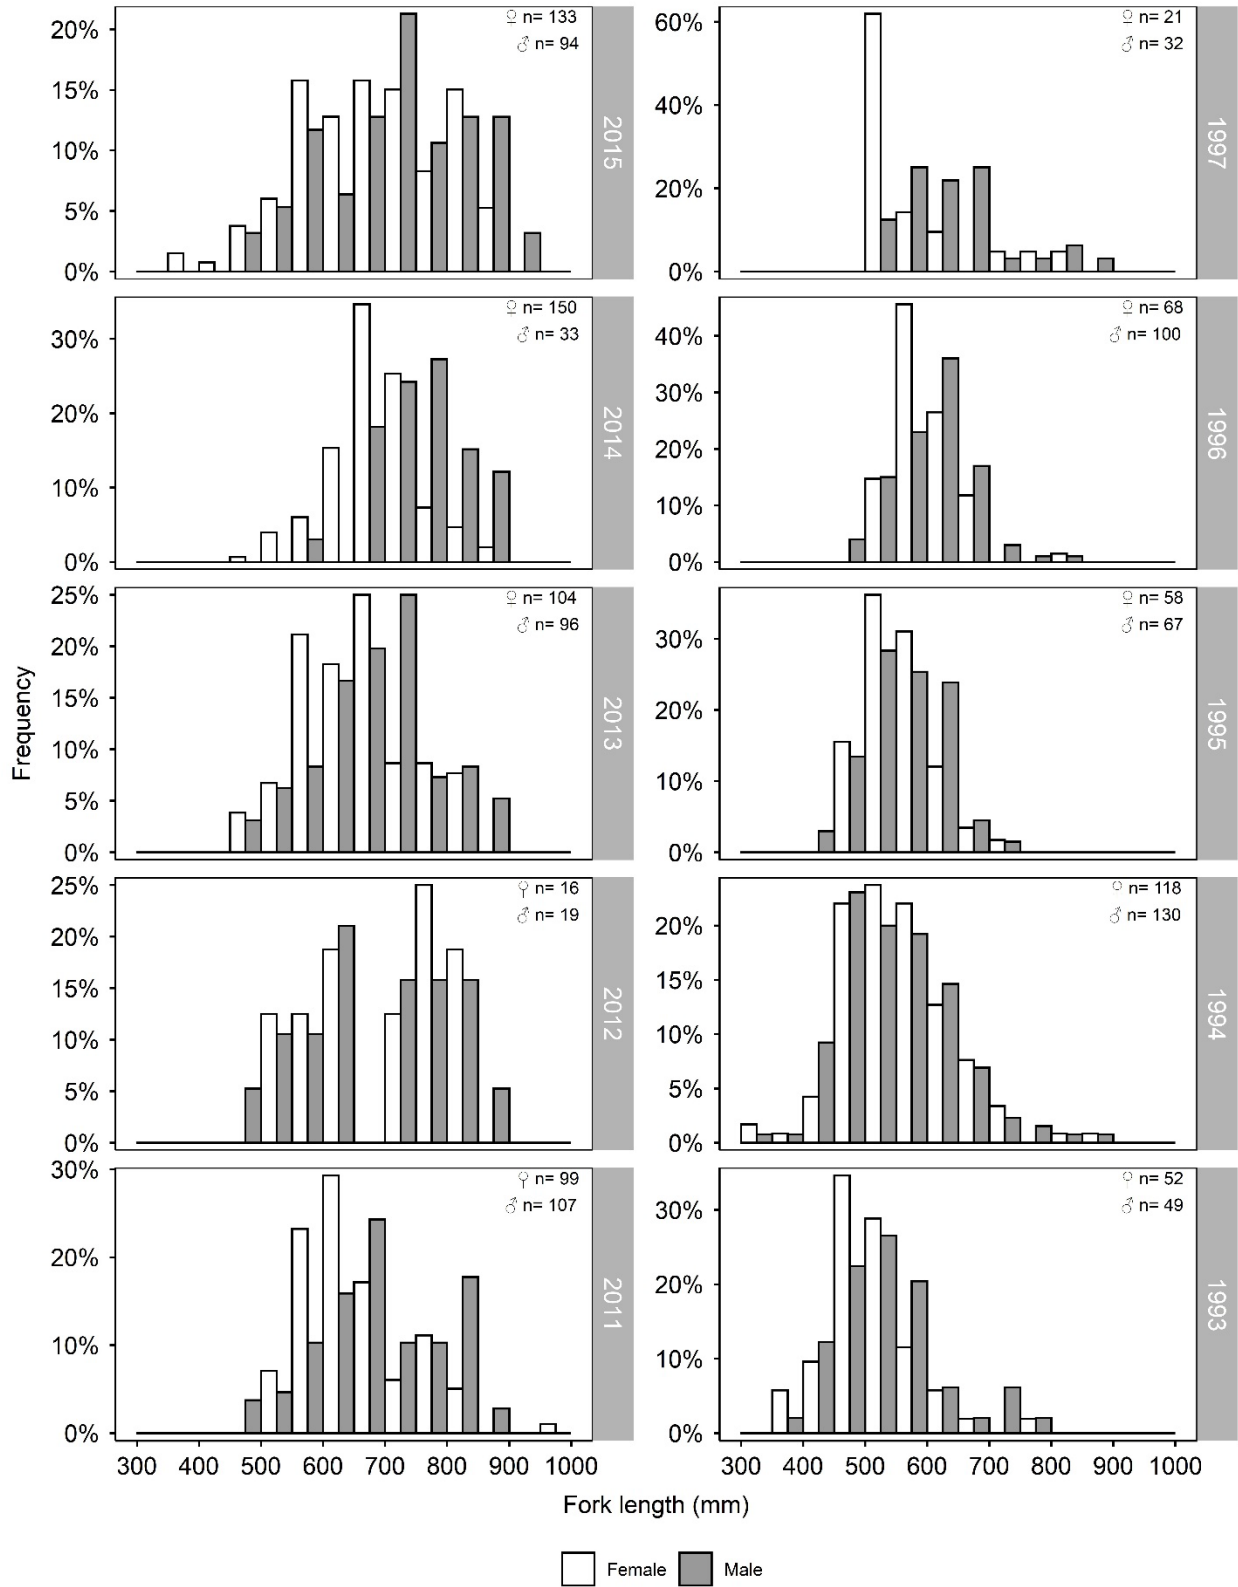 20%
15%
10%
5%
0%
♀ n= 133
♂ n= 94
2015
60%
40%
20%
0%
♀ n= 21
♂ n= 32
1997
30%
20%
10%
0%
♀ n= 150
♂ n= 33
2014
40%
30%
20%
10%
0%
♀ n= 68
♂ n= 100
1996
25%
20%
15%
10%
5%
0%
♀ n= 104
♂ n= 96
2013
30%
20%
10%
0%
♀ n= 58
♂ n= 67
1995
25%
20%
15%
10%
5%
0%
♀ n= 16
♂ n= 19
2012
20%
15%
10%
5%
0%
♀ n= 118
♂ n= 130
1994
30%
20%
10%
0%
♀ n= 99
♂ n= 107
2011
30%
20%
10%
0%
♀ n= 52
♂ n= 49
1993
Frequency
300 400 500 600 700 800 900 1000
300 400 500 600 700 800 900 1000
Fork length (mm)
Female Male